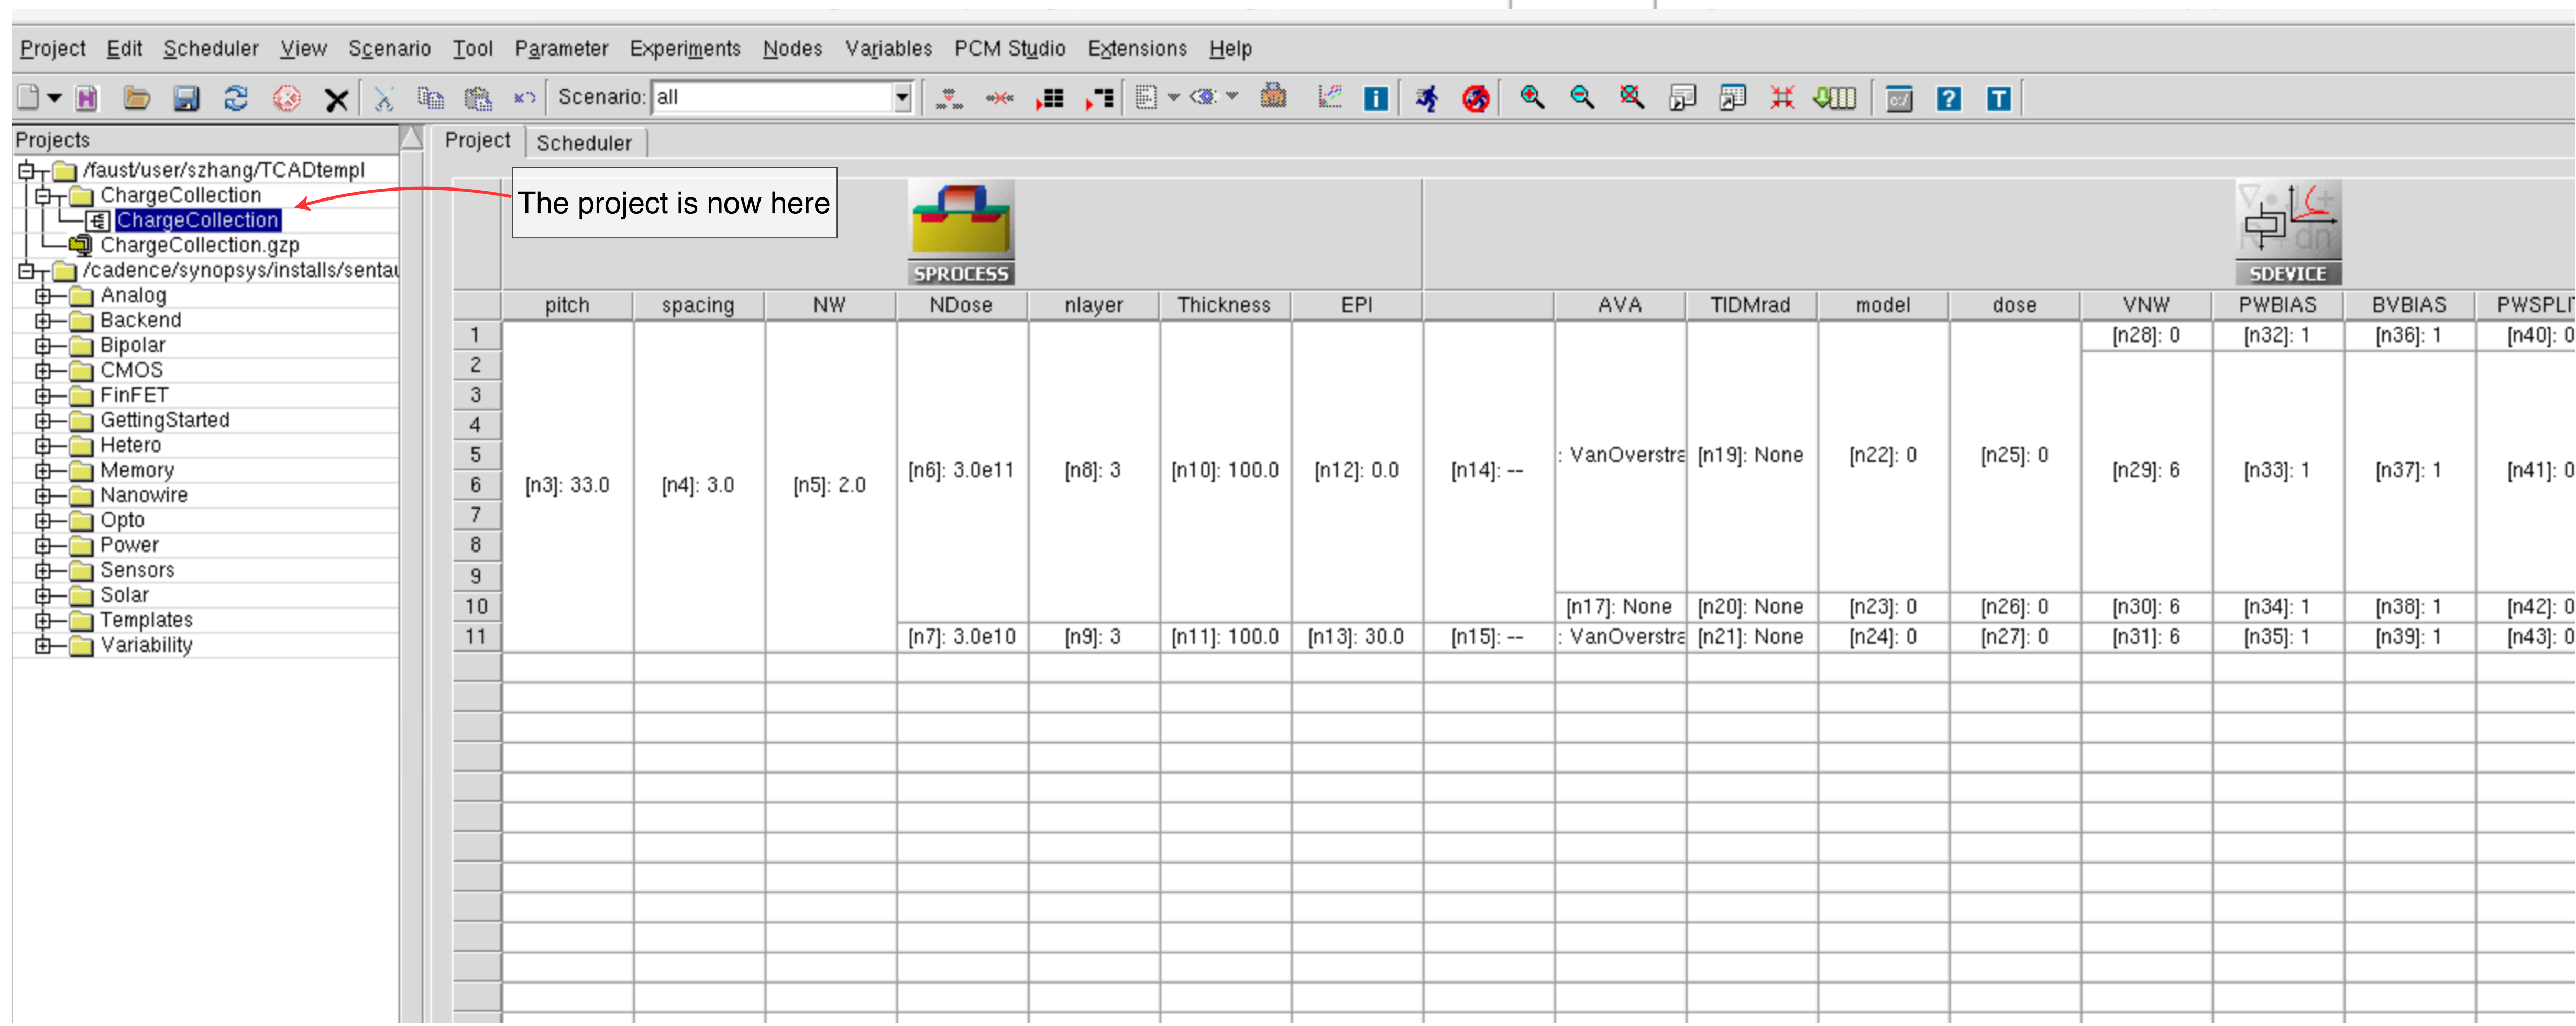 Project Edit Scheduler View Scenario Tool Parameter Experiments Nodes Variables PCM Studio Extensions Help
Scenario: all
Projects
/faust/user/szhang/TCADtempl
ChargeCollection
ChargeCollection
ChargeCollection.gzp
/cadence/synopsys/installs/sentau
Analog
Backend
Bipolar
CMOS
FinFET
GettingStarted
Hetero
Memory
Nanowire
Opto
Power
Sensors
Solar
Templates
Variability
Project Scheduler
The project is now here
SPROCESS SDEVICE
pitch spacing NW NDose nlayer Thickness EPI AVA TIDMrad model dose VNW PWBIAS BVBIAS PWSPLIT
1 [n28]: 0 [n32]: 1 [n36]: 1 [n40]: 0
2
3
4
5 : VanOverstra [n19]: None [n22]: 0 [n25]: 0
[n6]: 3.0e11 [n8]: 3 [n10]: 100.0 [n12]: 0.0 [n14]: -- [n29]: 6 [n33]: 1 [n37]: 1 [n41]: 0
6 [n3]: 33.0 [n4]: 3.0 [n5]: 2.0
7
8
9
10 [n17]: None [n20]: None [n23]: 0 [n26]: 0 [n30]: 6 [n34]: 1 [n38]: 1 [n42]: 0
11 [n7]: 3.0e10 [n9]: 3 [n11]: 100.0 [n13]: 30.0 [n15]: -- : VanOverstra [n21]: None [n24]: 0 [n27]: 0 [n31]: 6 [n35]: 1 [n39]: 1 [n43]: 0